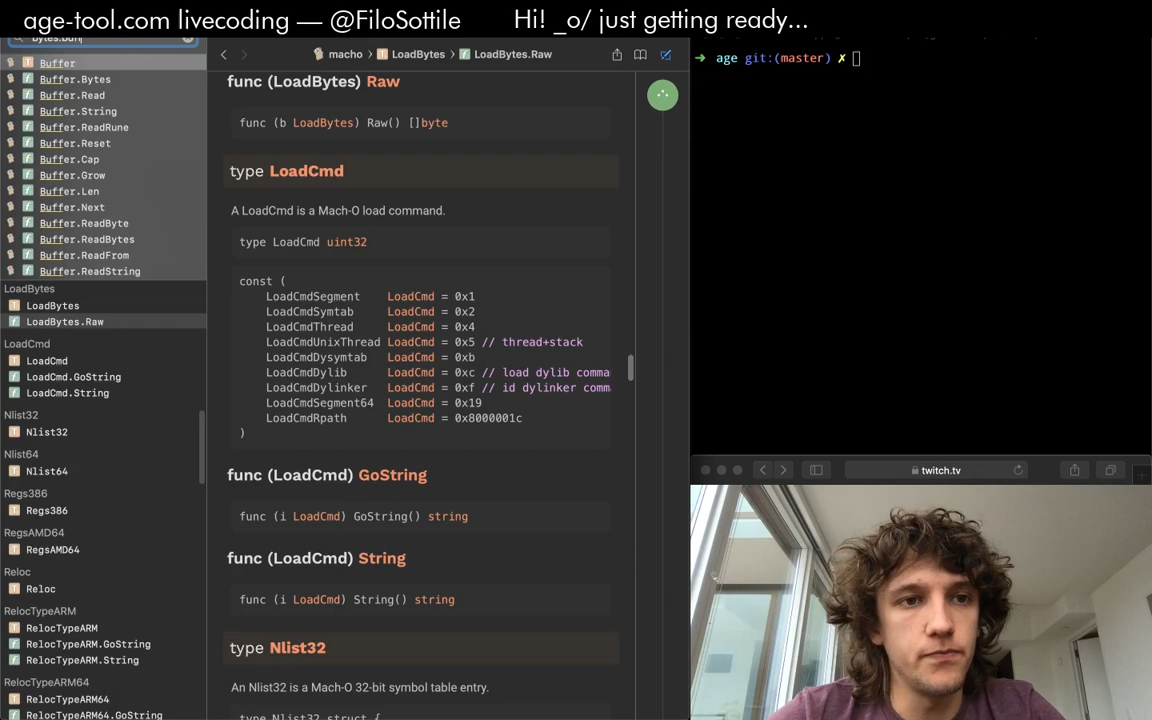 age-tool.com livecoding — @FiloSottile
Hi! _o/ just getting ready...
Buffer
Buffer.Bytes
Buffer.Read
Buffer.String
Buffer.ReadRune
Buffer.Reset
Buffer.Cap
Buffer.Grow
Buffer.Len
Buffer.Next
Buffer.ReadByte
Buffer.ReadBytes
Buffer.ReadFrom
Buffer.ReadString
LoadBytes
LoadBytes
LoadBytes.Raw
LoadCmd
LoadCmd
LoadCmd.GoString
LoadCmd.String
Nlist32
Nlist32
Nlist64
Nlist64
Regs386
Regs386
RegsAMD64
RegsAMD64
Reloc
Reloc
RelocTypeARM
RelocTypeARM
RelocTypeARM.GoString
RelocTypeARM.String
RelocTypeARM64
RelocTypeARM64
RelocTypeARM64.GoString
macho > LoadBytes > LoadBytes.Raw
func (LoadBytes) Raw
func (b LoadBytes) Raw() []byte
type LoadCmd
A LoadCmd is a Mach-O load command.
type LoadCmd uint32
const (
LoadCmdSegment LoadCmd = 0x1
LoadCmdSymtab LoadCmd = 0x2
LoadCmdThread LoadCmd = 0x4
LoadCmdUnixThread LoadCmd = 0x5 // thread+stack
LoadCmdDysymtab LoadCmd = 0xb
LoadCmdDylib LoadCmd = 0xc // load dylib comma
LoadCmdDylinker LoadCmd = 0xf // id dylinker comm
LoadCmdSegment64 LoadCmd = 0x19
LoadCmdRpath LoadCmd = 0x8000001c
)
func (LoadCmd) GoString
func (i LoadCmd) GoString() string
func (LoadCmd) String
func (i LoadCmd) String() string
type Nlist32
An Nlist32 is a Mach-O 32-bit symbol table entry.
type Nlist32 struct {
→ age git:(master) ✗
twitch.tv